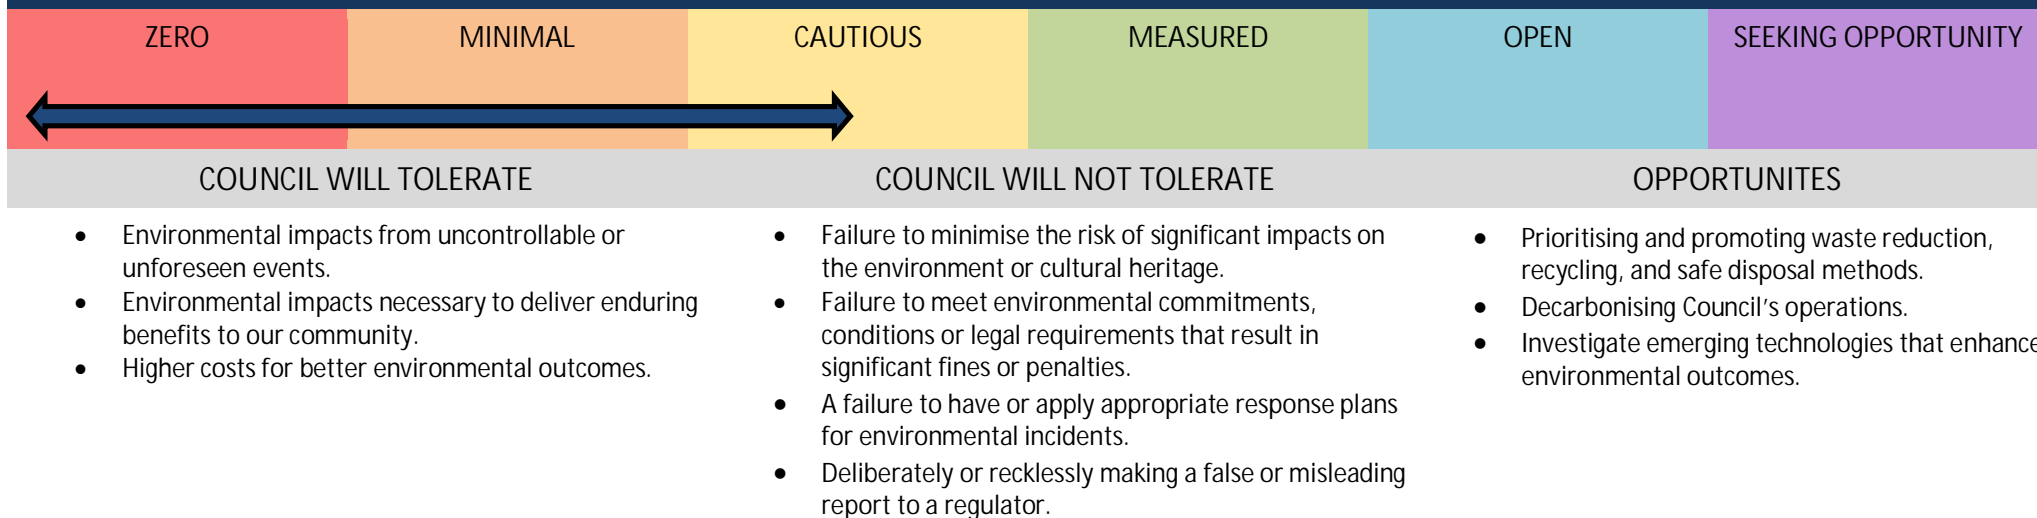 ZERO
MINIMAL
CAUTIOUS
MEASURED
OPEN
SEEKING OPPORTUNITY
COUNCIL WILL TOLERATE
• Environmental impacts from uncontrollable or
unforeseen events.
• Environmental impacts necessary to deliver enduring
benefits to our community.
• Higher costs for better environmental outcomes.
COUNCIL WILL NOT TOLERATE
• Failure to minimise the risk of significant impacts on
the environment or cultural heritage.
• Failure to meet environmental commitments,
conditions or legal requirements that result in
significant fines or penalties.
• A failure to have or apply appropriate response plans
for environmental incidents.
• Deliberately or recklessly making a false or misleading
report to a regulator.
OPPORTUNITES
• Prioritising and promoting waste reduction,
recycling, and safe disposal methods.
• Decarbonising Council’s operations.
• Investigate emerging technologies that enhance
environmental outcomes.